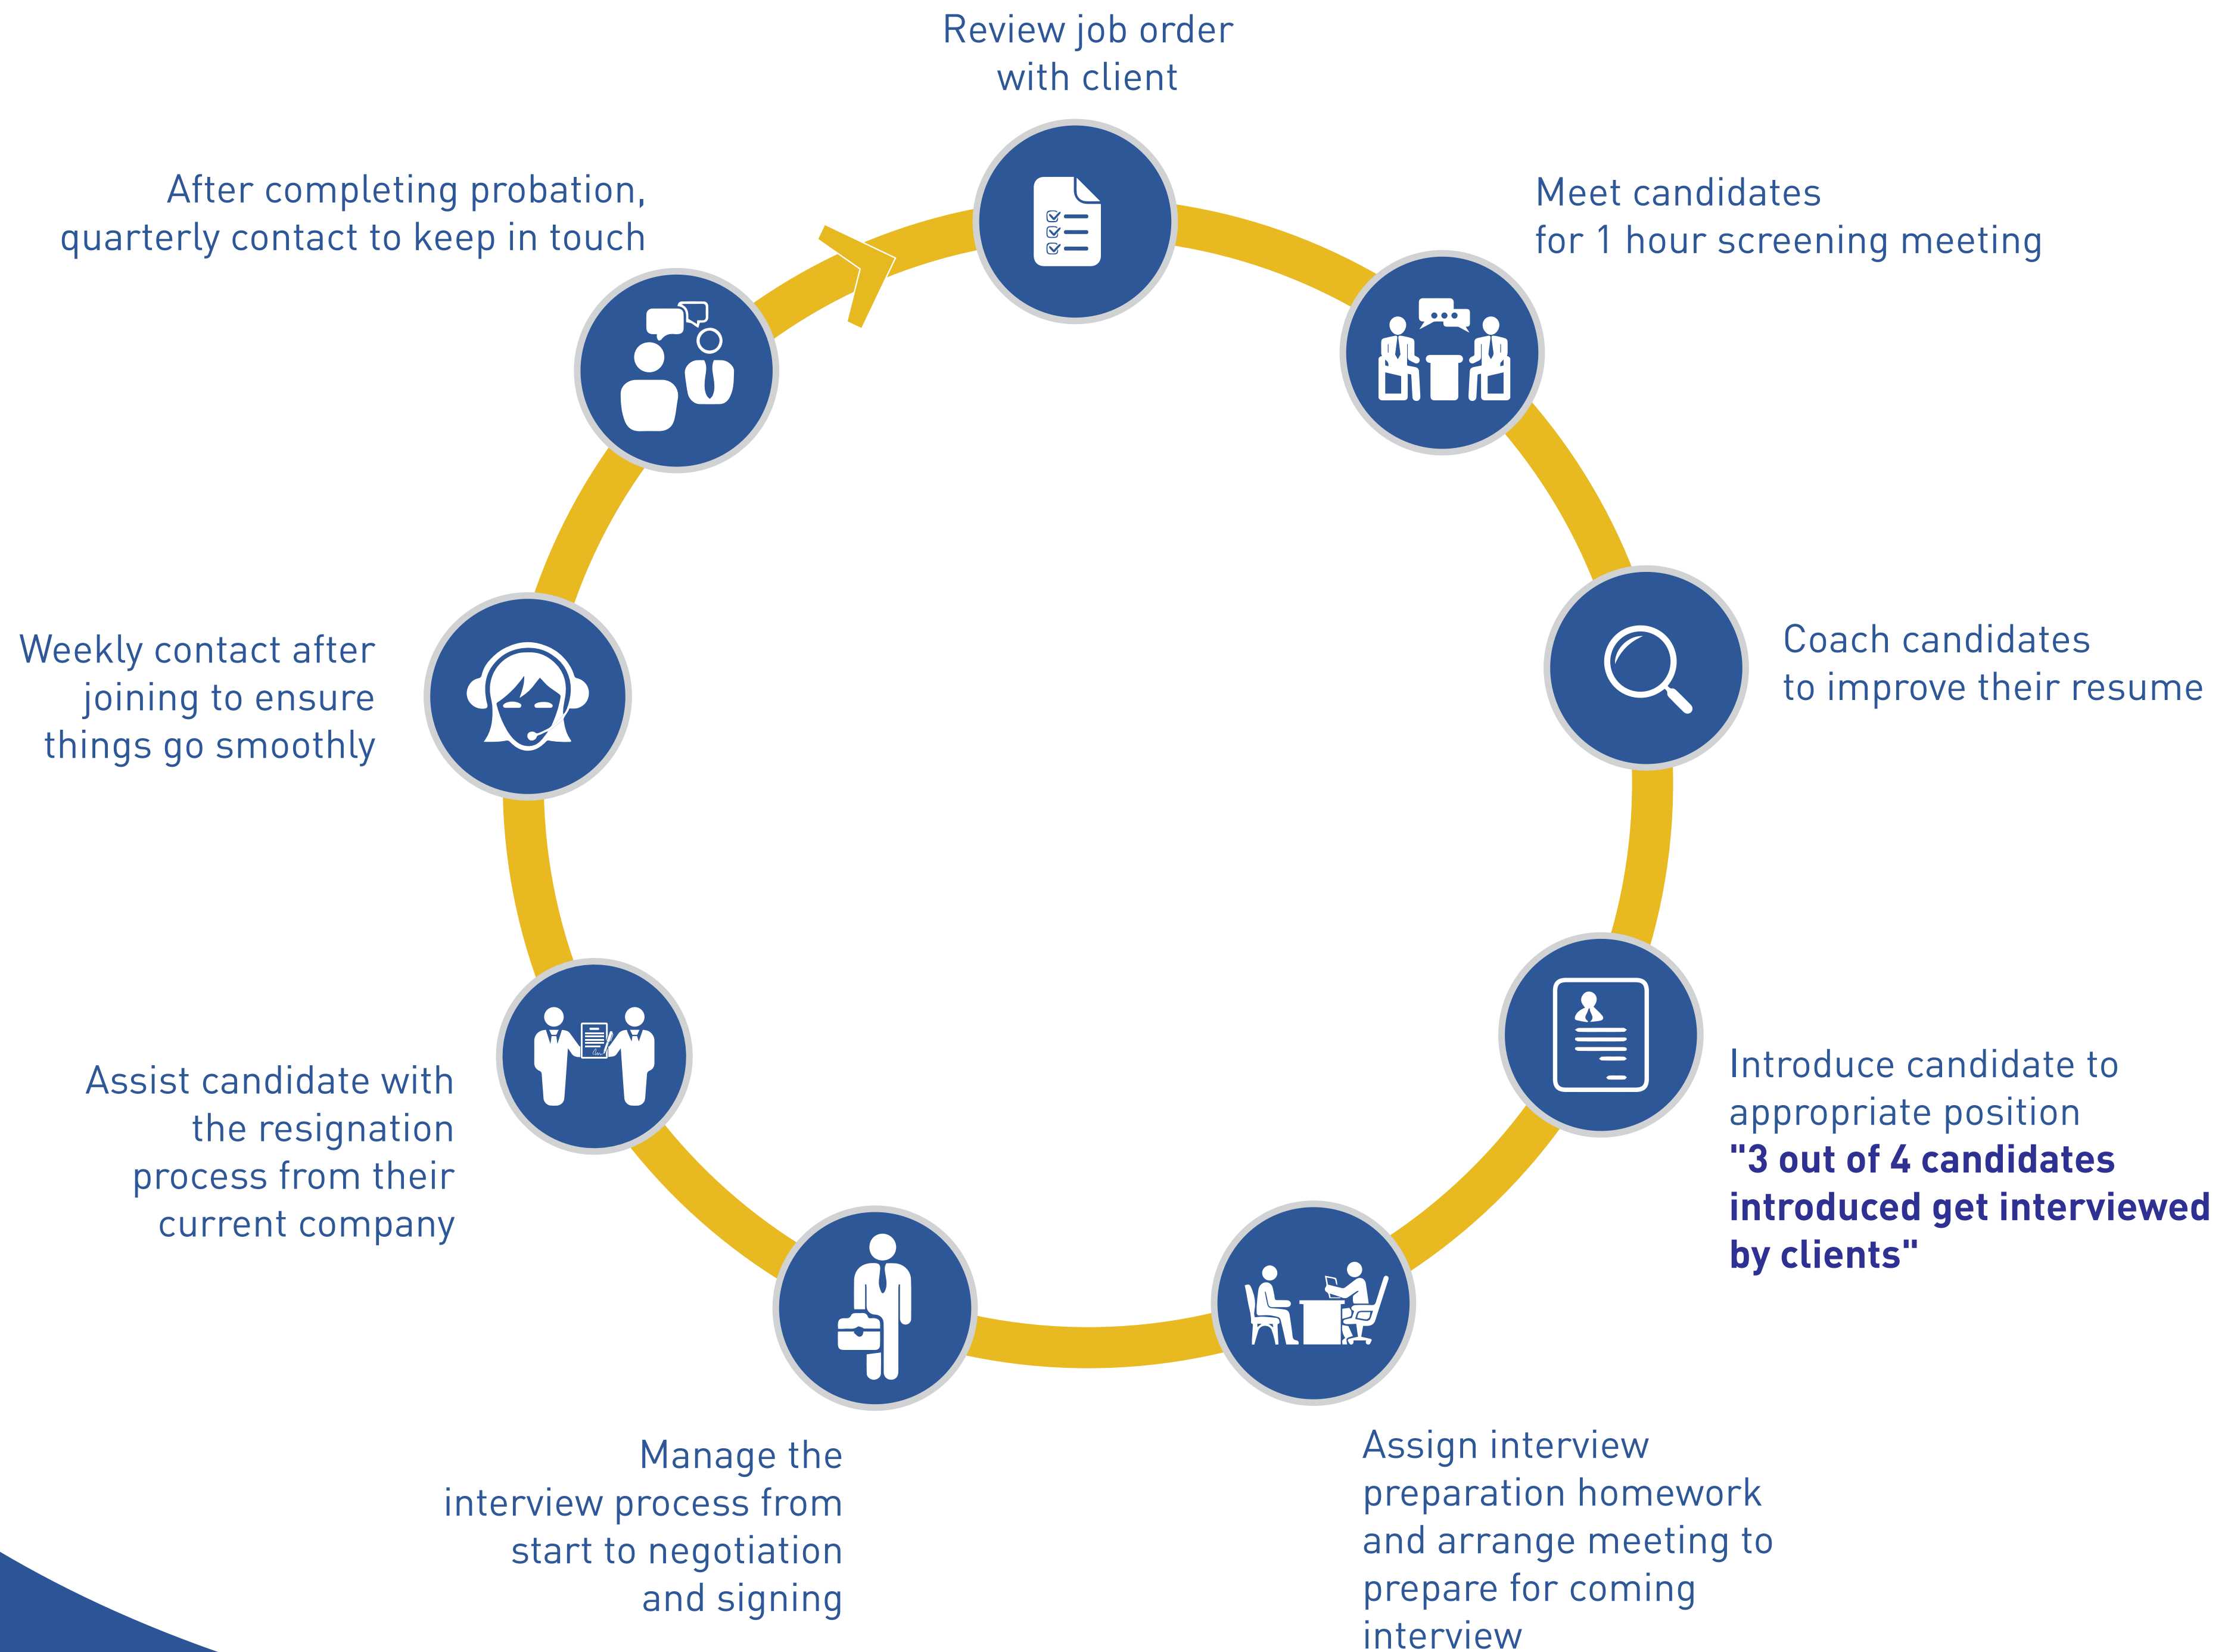 Review job order
with client
Meet candidates
for 1 hour screening meeting
Coach candidates
to improve their resume
Introduce candidate to
appropriate position
"3 out of 4 candidates
introduced get interviewed
by clients"
Assign interview
preparation homework
and arrange meeting to
prepare for coming
interview
Manage the
interview process from
start to negotiation
and signing
Assist candidate with
the resignation
process from their
current company
Weekly contact after
joining to ensure
things go smoothly
After completing probation,
quarterly contact to keep in touch